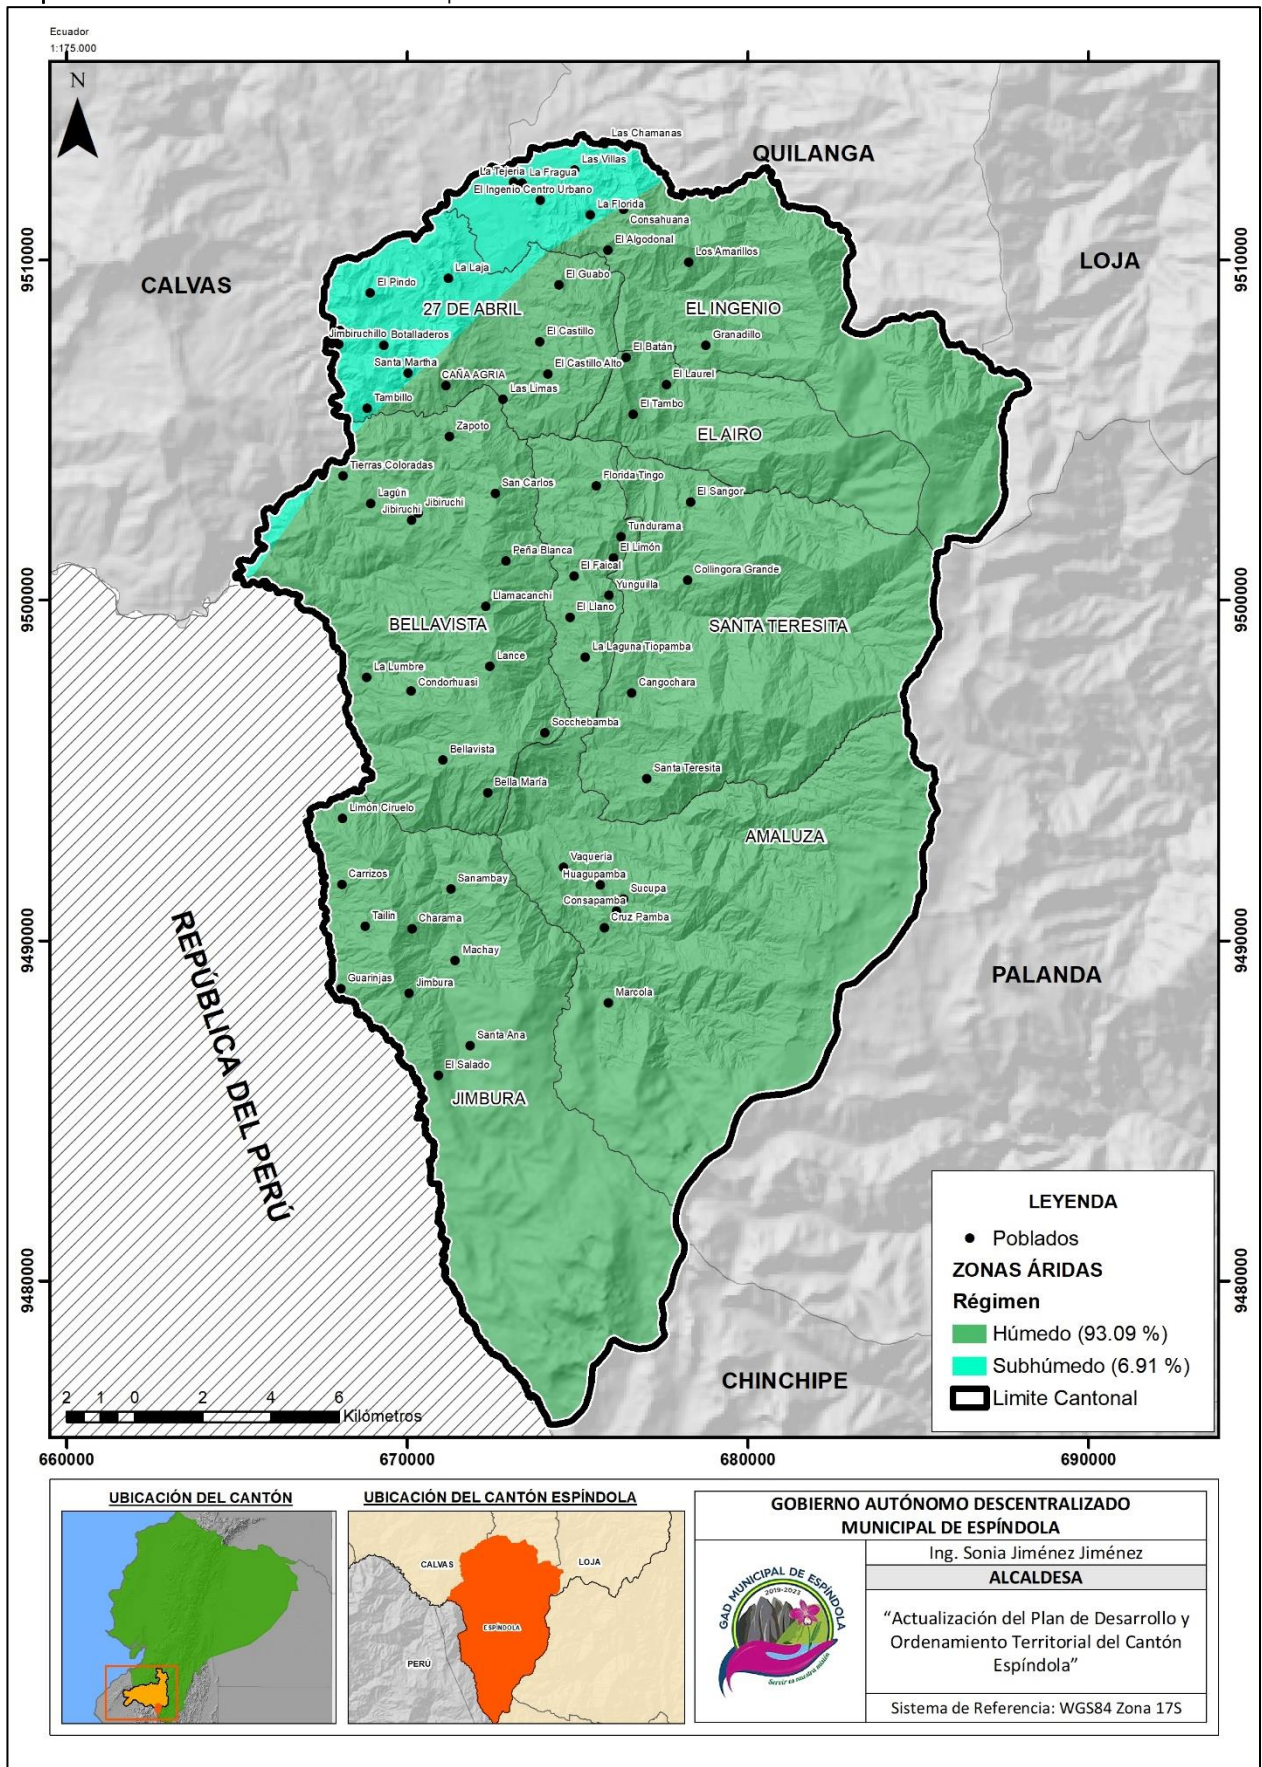 Ecuador
1:175.000
N
Las Chamanas
QUILANGA
Las Villas
La Tejeria
La Fragua
El Ingenio Centro Urbano
La Florida
Consahuana
El Algodonal
Los Amarillos
LOJA
CALVAS
El Pindo
La Laja
El Guabo
27 DE ABRIL
EL INGENIO
Jimbiruchillo
Botalladeros
El Castillo
Granadillo
El Batán
Santa Martha
El Castillo Alto
CAÑA AGRIA
El Laurel
Las Limas
Tambillo
El Tambo
Zapoto
EL AIRO
Tierras Coloradas
Florida Tingo
Lagún
San Carlos
El Sangor
Jibiruchi
Jibiruchi
Tundurama
Peña Blanca
El Limón
El Faical
Collingora Grande
Yunguilla
Llamacanchi
El Llano
BELLAVISTA
SANTA TERESITA
La Laguna Tiopamba
Lance
La Lumbre
Condorhuasi
Cangochara
Socchebamba
Bellavista
Santa Teresita
Bella María
Limón Ciruelo
AMALUZA
Vaquería
Carrizos
Sanambay
Huagupamba
Sucupa
Consapamba
Tailin
Charama
Cruz Pamba
Machay
Guarinjas
Jimbura
Marcola
PALANDA
REPÚBLICA DEL PERÚ
Santa Ana
El Salado
JIMBURA
CHINCHIPE
9510000
9500000
9490000
9480000
9510000
9500000
9490000
9480000
LEYENDA
Poblados
ZONAS ÁRIDAS
Régimen
Húmedo (93.09 %)
Subhúmedo (6.91 %)
Limite Cantonal
2 1 0 2 4 6
Kilómetros
660000 670000 680000 690000
UBICACIÓN DEL CANTÓN
UBICACIÓN DEL CANTÓN ESPÍNDOLA
CALVAS
LOJA
ESPÍNDOLA
PERÚ
GOBIERNO AUTÓNOMO DESCENTRALIZADO
MUNICIPAL DE ESPÍNDOLA
GAD MUNICIPAL DE ESPÍNDOLA
2019-2023
Servir es nuestra misión
Ing. Sonia Jiménez Jiménez
ALCALDESA
“Actualización del Plan de Desarrollo y
Ordenamiento Territorial del Cantón
Espíndola”
Sistema de Referencia: WGS84 Zona 17S